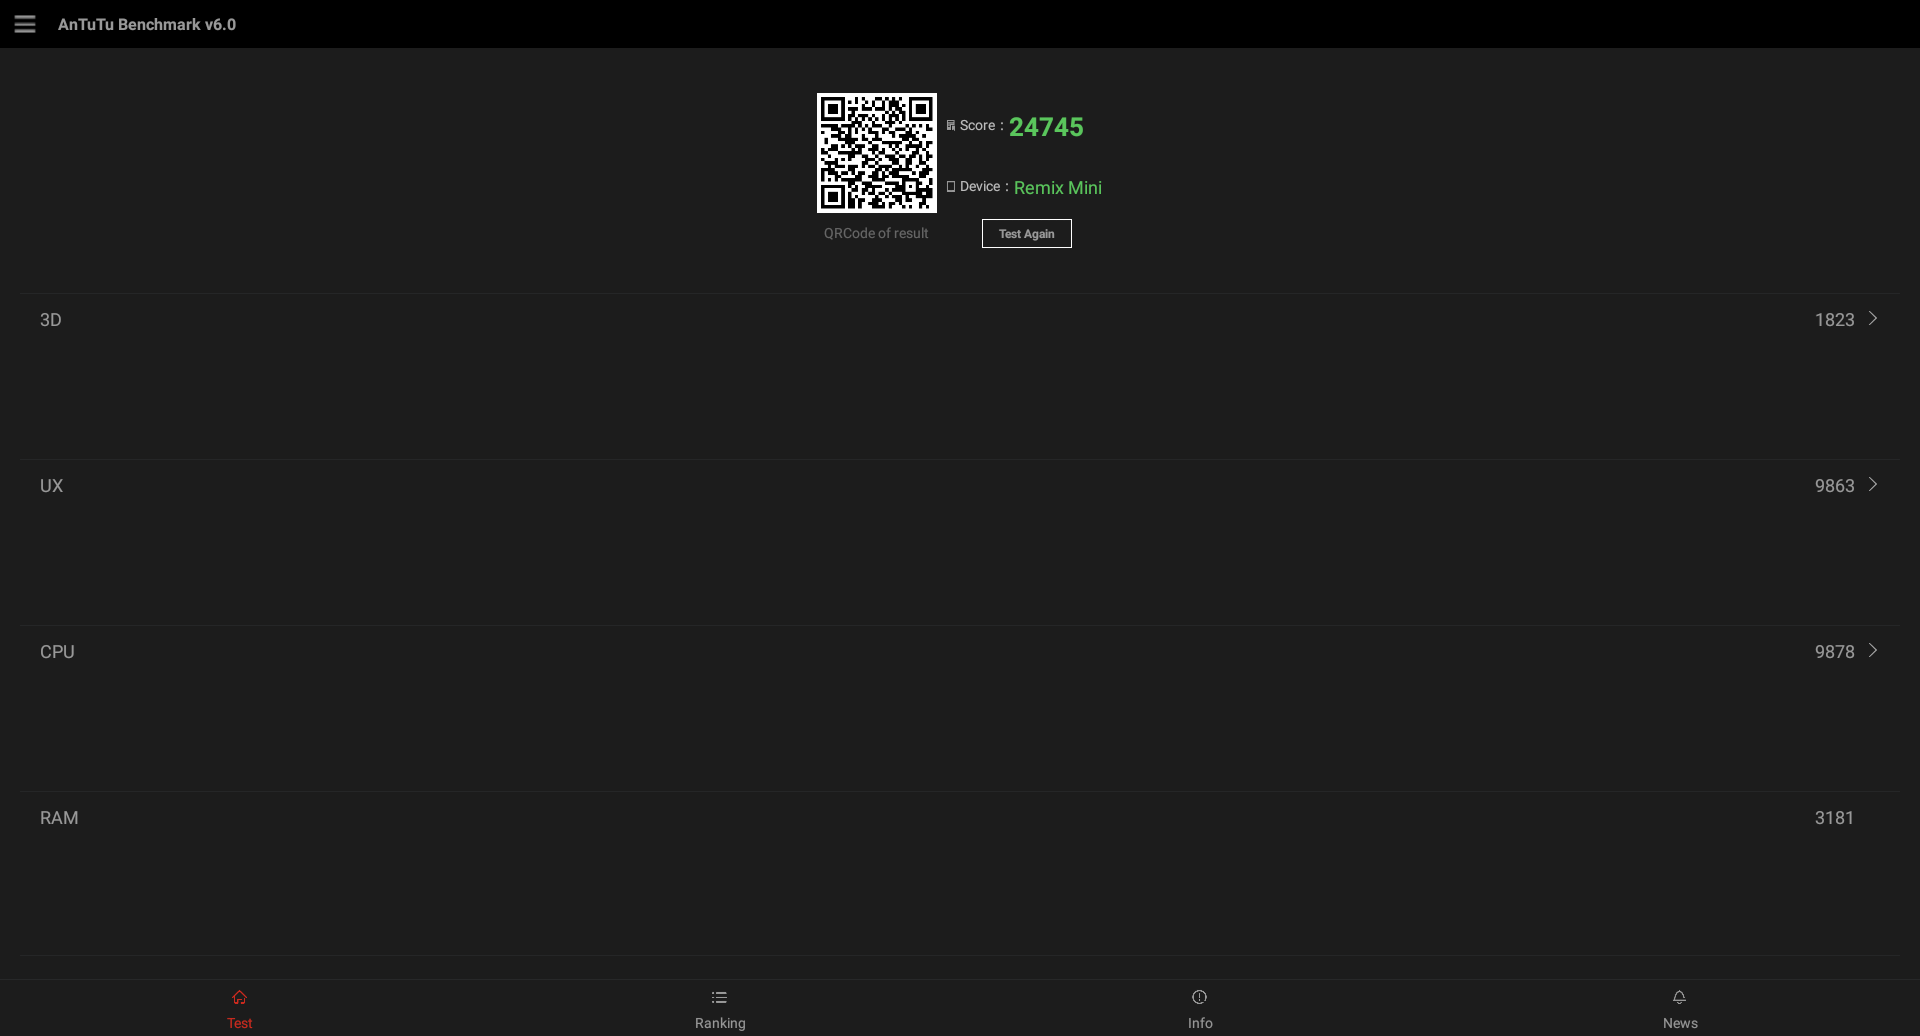 AnTuTu Benchmark v6.0
Score : 24745
Device : Remix Mini
QRCode of result
Test Again
3D 1823
UX 9863
CPU 9878
RAM 3181
Test Ranking Info News